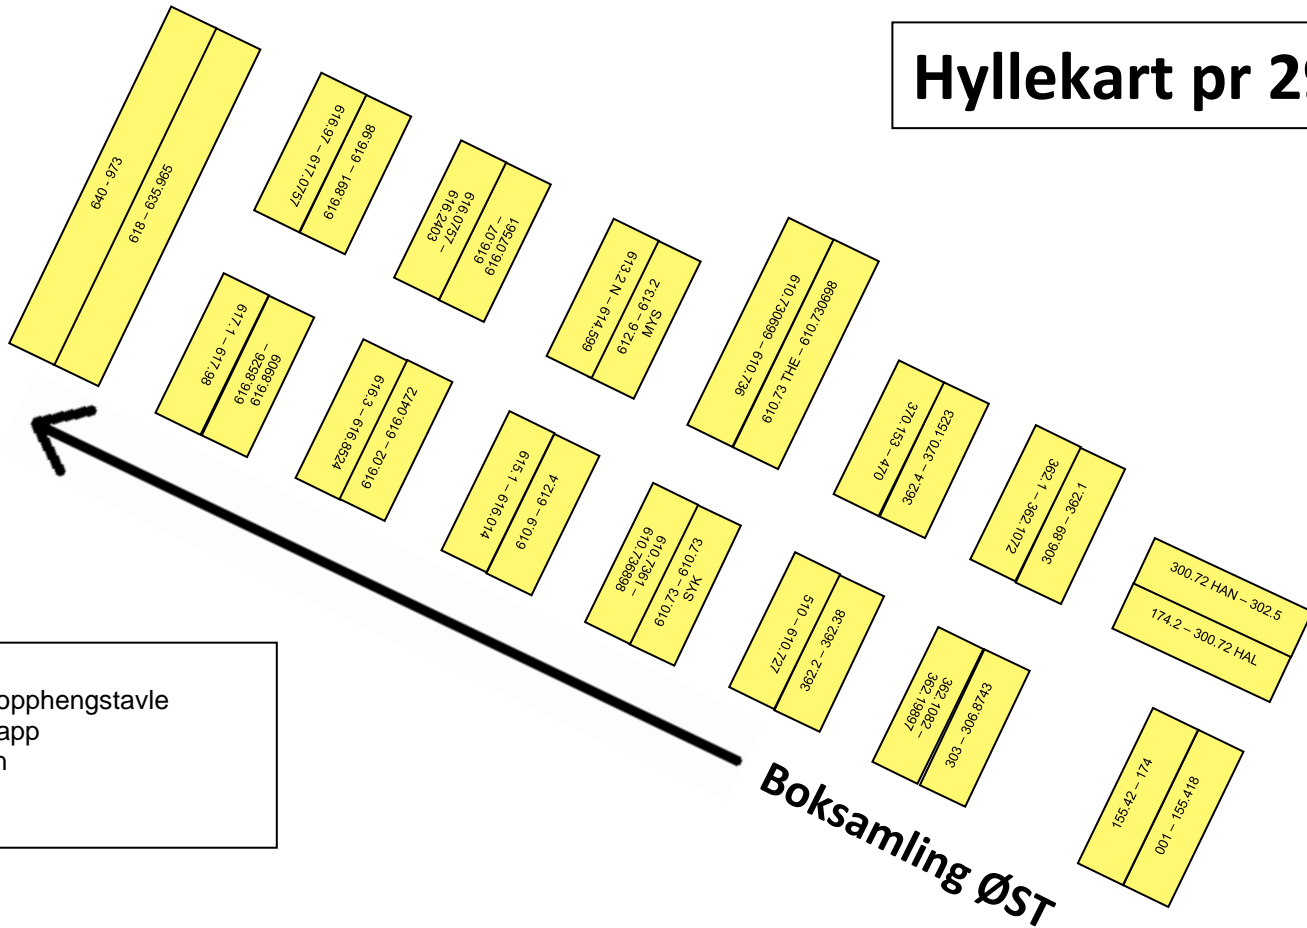 Hyllekart pr 29
640 - 973
618 – 635.965
616.97 – 617.0757
616.891 – 616.98
616.0757 –
616.2403
616.07 –
616.07561
613.2 N – 614.599
612.6 – 613.2
MYS
610.730699 – 610.736
610.73 THE – 610.730698
370.153 – 470
362.4 – 370.1523
362.1 – 362.1072
306.89 – 362.1
300.72 HAN – 302.5
174.2 – 300.72 HAL
617.1 – 617.98
616.8526 –
616.8909
616.3 – 616.8524
616.02 – 616.0472
615.1 – 616.014
610.9 – 612.4
610.7361 –
610.736898
610.73 – 610.73
SYK
510 – 610.727
362.2 – 362.38
362.1082 –
362.19897
303 – 306.8743
155.42 – 174
001 – 155.418
Boksamling ØST
opphengstavle
app